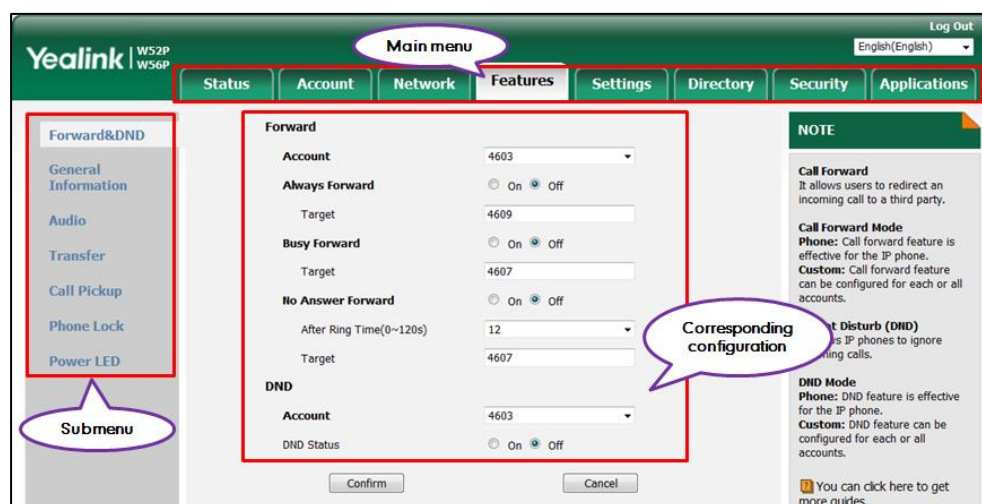 Log Out
Yealink | W52P
W56P
English(English)
Main menu
Status
Account
Network
Features
Settings
Directory
Security
Applications
Forward&DND
General
Information
Audio
Transfer
Call Pickup
Phone Lock
Power LED
Submenu
Forward
Account 4603
Always Forward On Off
Target 4609
Busy Forward On Off
Target 4607
No Answer Forward On Off
After Ring Time(0~120s) 12
Target 4607
DND
Account 4603
DND Status On Off
Confirm Cancel
Corresponding
configuration
NOTE
Call Forward
It allows users to redirect an
incoming call to a third party.
Call Forward Mode
Phone: Call forward feature is
effective for the IP phone.
Custom: Call forward feature
can be configured for each or all
accounts.
Disturb (DND)
IP phones to ignore
calls.
DND Mode
Phone: DND feature is effective
for the IP phone.
Custom: DND feature can be
configured for each or all
accounts.
You can click here to get
more guides.